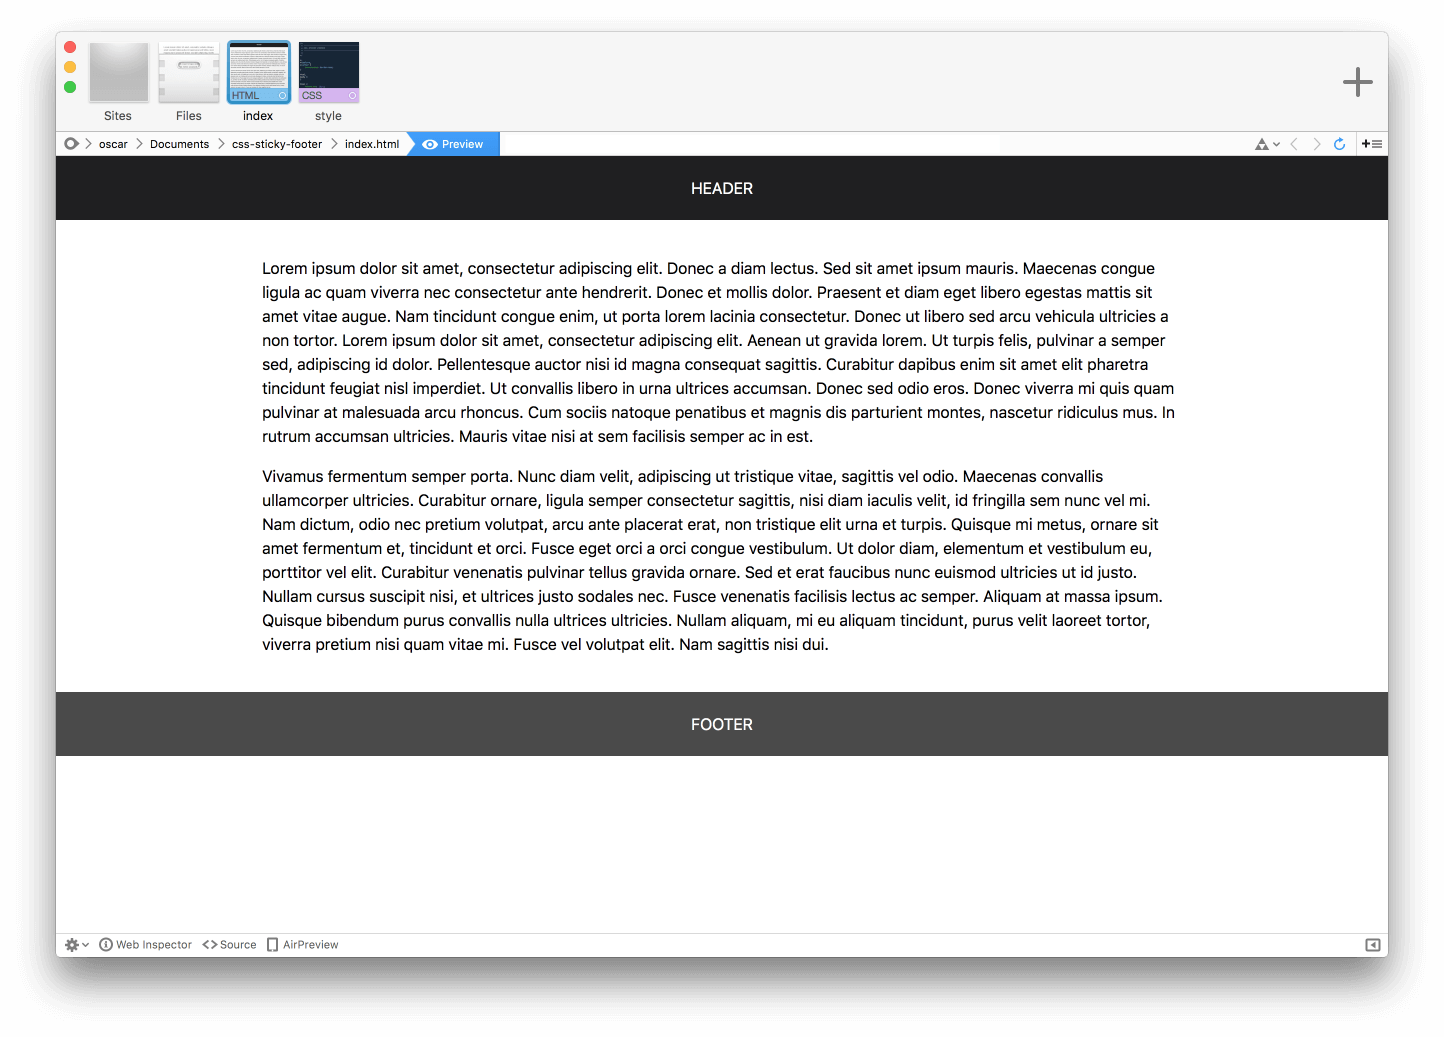 HTML
CSS
Sites
Files
index
style
oscar
Documents
css-sticky-footer
index.html
Preview
HEADER
Lorem ipsum dolor sit amet, consectetur adipiscing elit. Donec a diam lectus. Sed sit amet ipsum mauris. Maecenas congue
ligula ac quam viverra nec consectetur ante hendrerit. Donec et mollis dolor. Praesent et diam eget libero egestas mattis sit
amet vitae augue. Nam tincidunt congue enim, ut porta lorem lacinia consectetur. Donec ut libero sed arcu vehicula ultricies a
non tortor. Lorem ipsum dolor sit amet, consectetur adipiscing elit. Aenean ut gravida lorem. Ut turpis felis, pulvinar a semper
sed, adipiscing id dolor. Pellentesque auctor nisi id magna consequat sagittis. Curabitur dapibus enim sit amet elit pharetra
tincidunt feugiat nisl imperdiet. Ut convallis libero in urna ultrices accumsan. Donec sed odio eros. Donec viverra mi quis quam
pulvinar at malesuada arcu rhoncus. Cum sociis natoque penatibus et magnis dis parturient montes, nascetur ridiculus mus. In
rutrum accumsan ultricies. Mauris vitae nisi at sem facilisis semper ac in est.
Vivamus fermentum semper porta. Nunc diam velit, adipiscing ut tristique vitae, sagittis vel odio. Maecenas convallis
ullamcorper ultricies. Curabitur ornare, ligula semper consectetur sagittis, nisi diam iaculis velit, id fringilla sem nunc vel mi.
Nam dictum, odio nec pretium volutpat, arcu ante placerat erat, non tristique elit urna et turpis. Quisque mi metus, ornare sit
amet fermentum et, tincidunt et orci. Fusce eget orci a orci congue vestibulum. Ut dolor diam, elementum et vestibulum eu,
porttitor vel elit. Curabitur venenatis pulvinar tellus gravida ornare. Sed et erat faucibus nunc euismod ultricies ut id justo.
Nullam cursus suscipit nisi, et ultrices justo sodales nec. Fusce venenatis facilisis lectus ac semper. Aliquam at massa ipsum.
Quisque bibendum purus convallis nulla ultrices ultricies. Nullam aliquam, mi eu aliquam tincidunt, purus velit laoreet tortor,
viverra pretium nisi quam vitae mi. Fusce vel volutpat elit. Nam sagittis nisi dui.
FOOTER
Web Inspector
Source
AirPreview